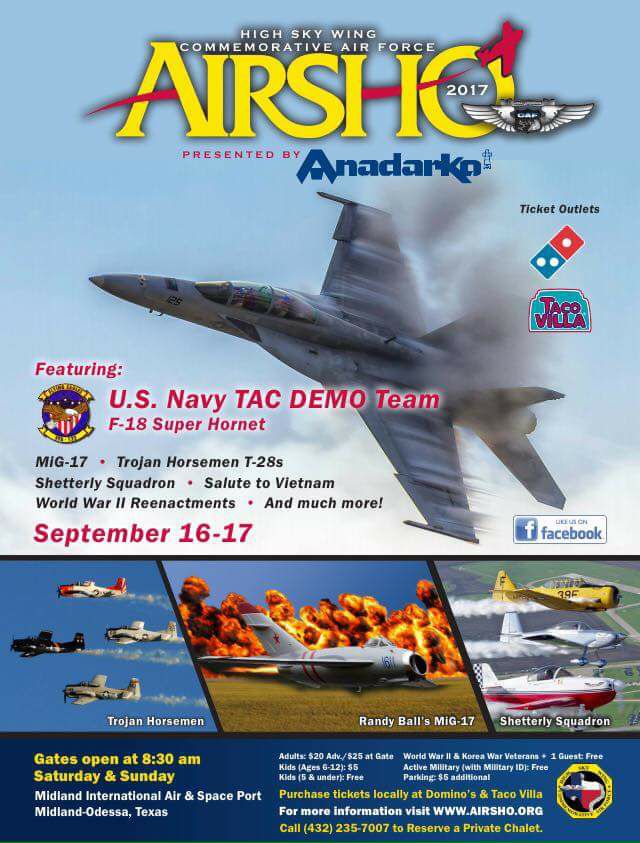 HIGH SKY WING
COMMEMORATIVE AIR FORCE
AIRSHO
2017
CAF
PRESENTED BY Anadarko
Ticket Outlets
TACO
VILLA
Featuring:
U.S. Navy TAC DEMO Team
F-18 Super Hornet
MiG-17 • Trojan Horsemen T-28s
Shetterly Squadron • Salute to Vietnam
World War II Reenactments • And much more!
September 16-17
LIKE US ON
facebook
125
386
1611
Trojan Horsemen
Randy Ball's MiG-17
Shetterly Squadron
Gates open at 8:30 am
Saturday & Sunday
Midland International Air & Space Port
Midland-Odessa, Texas
Adults: $20 Adv./$25 at Gate
Kids (Ages 6-12): $5
Kids (5 & under): Free
World War II & Korea War Veterans + 1 Guest: Free
Active Military (with Military ID): Free
Parking: $5 additional
Purchase tickets locally at Domino's & Taco Villa
For more information visit WWW.AIRSHO.ORG
Call (432) 235-7007 to Reserve a Private Chalet.